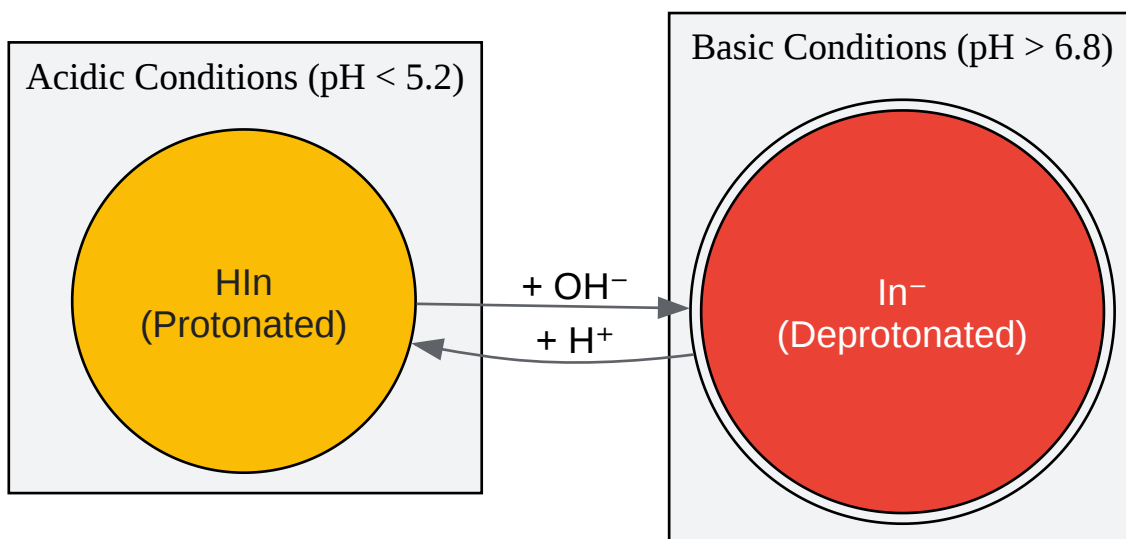 Acidic Conditions (pH < 5.2)
HIn
(Protonated)
+ OH⁻
+ H⁺
Basic Conditions (pH > 6.8)
In⁻
(Deprotonated)